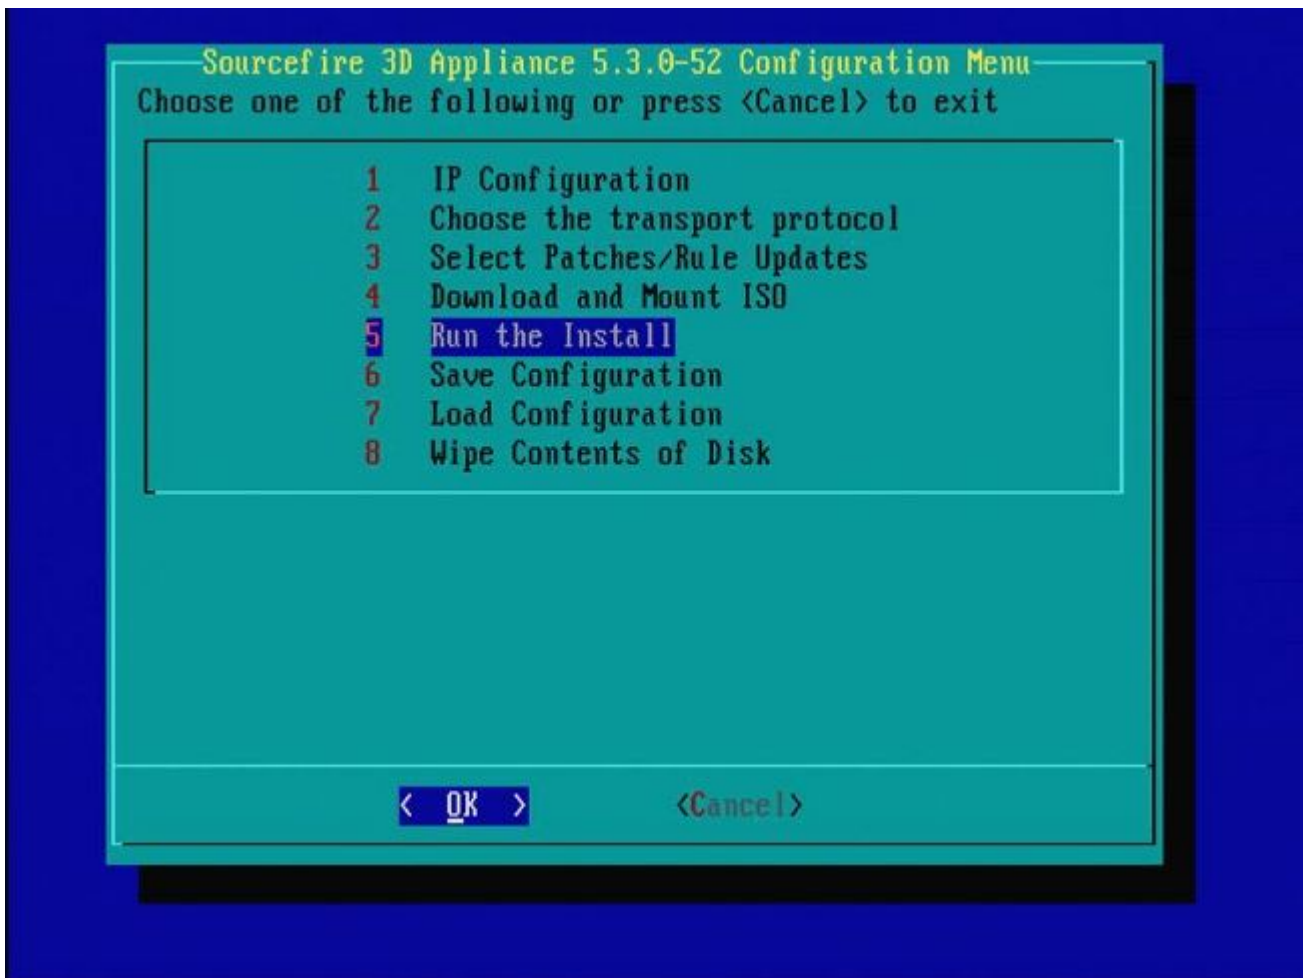 Sourcefire 3D Appliance 5.3.0-52 Configuration Menu
Choose one of the following or press <Cancel> to exit
1 IP Configuration
2 Choose the transport protocol
3 Select Patches/Rule Updates
4 Download and Mount ISO
5 Run the Install
6 Save Configuration
7 Load Configuration
8 Wipe Contents of Disk
< OK > <Cancel>